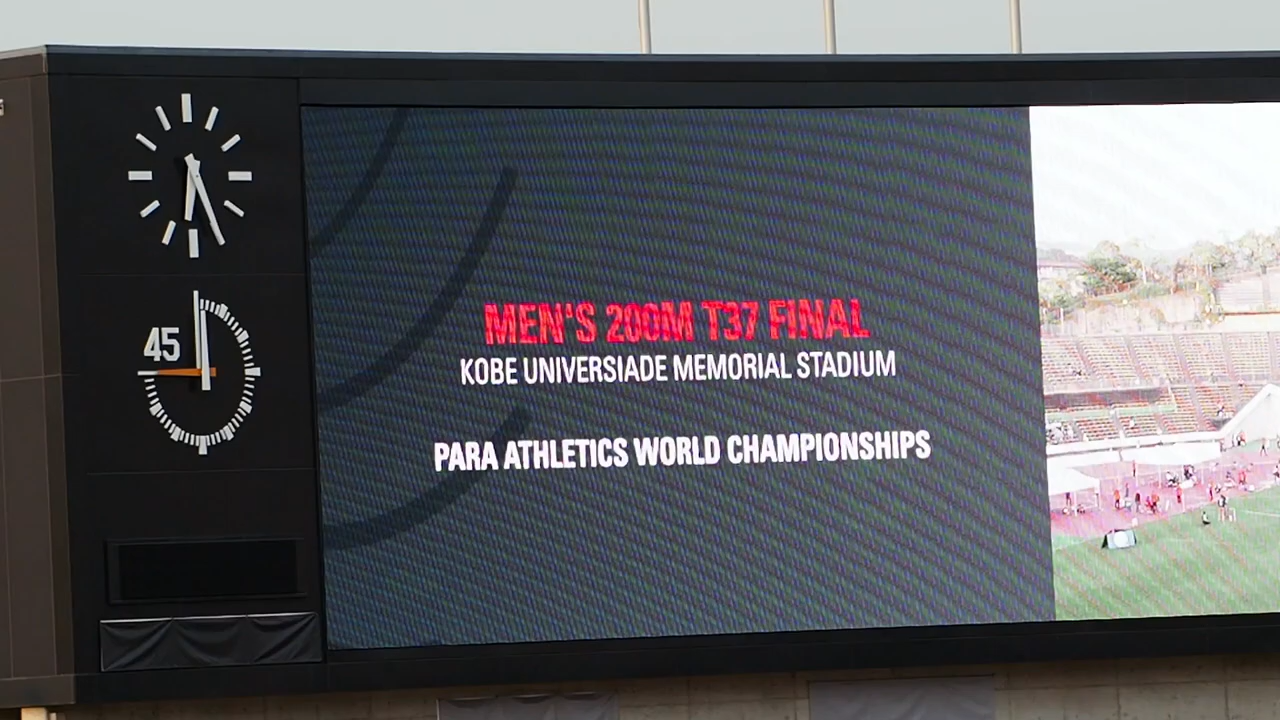 45
MEN'S 200M T37 FINAL
KOBE UNIVERSIADE MEMORIAL STADIUM
PARA ATHLETICS WORLD CHAMPIONSHIPS